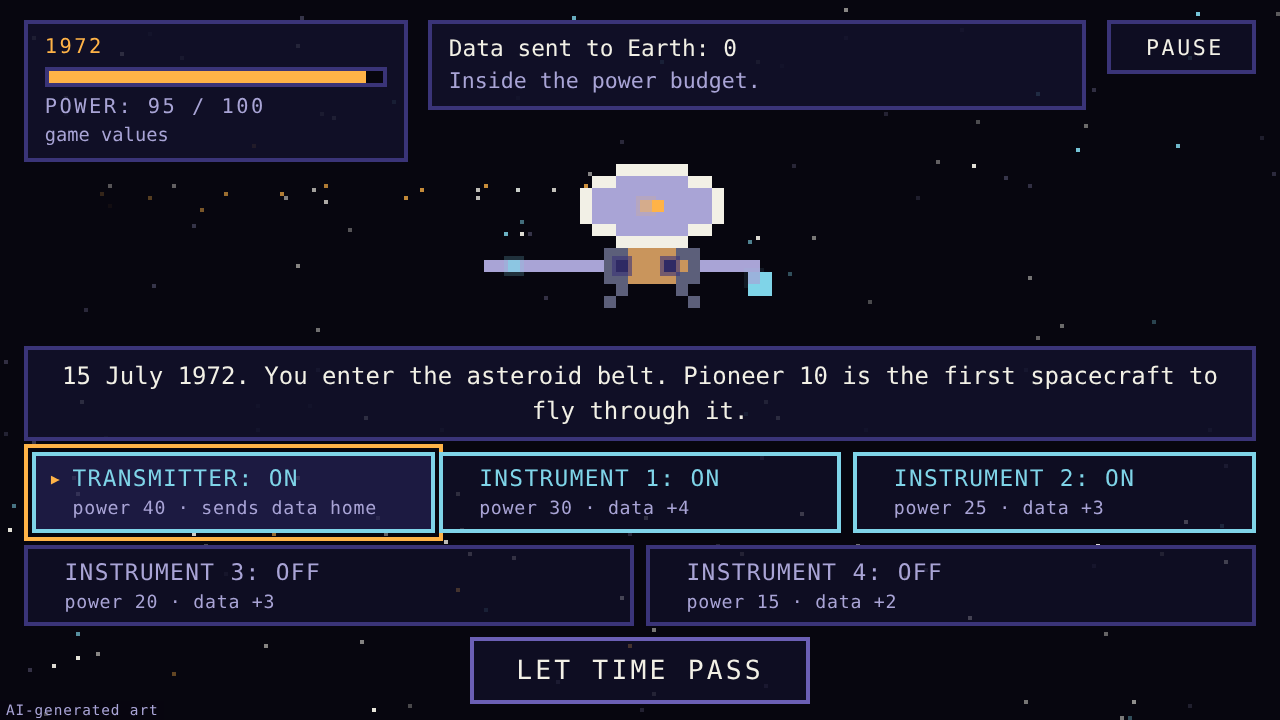 1972
POWER: 95 / 100
game values
Data sent to Earth: 0
Inside the power budget.
PAUSE
15 July 1972. You enter the asteroid belt. Pioneer 10 is the first spacecraft to
fly through it.
▸ TRANSMITTER: ON
power 40 · sends data home
INSTRUMENT 1: ON
power 30 · data +4
INSTRUMENT 2: ON
power 25 · data +3
INSTRUMENT 3: OFF
power 20 · data +3
INSTRUMENT 4: OFF
power 15 · data +2
LET TIME PASS
AI-generated art